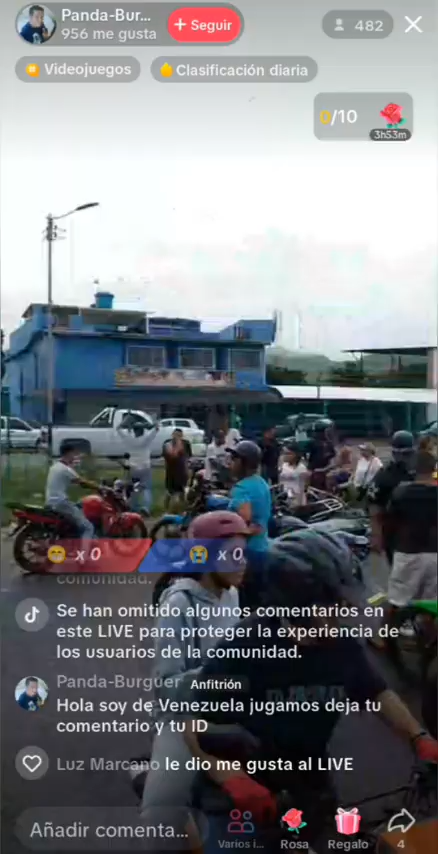 Panda-Bur...
956 me gusta
+ Seguir
482
Videojuegos
Clasificación diaria
0/10
3h53m
x 0
x 0
comunidad.
Se han omitido algunos comentarios en
este LIVE para proteger la experiencia de
los usuarios de la comunidad.
Panda-Burguer Anfitrión
Hola soy de Venezuela jugamos deja tu
comentario y tu ID
Luz Marcano le dio me gusta al LIVE
Añadir comenta...
Varios i...
Rosa
Regalo
4